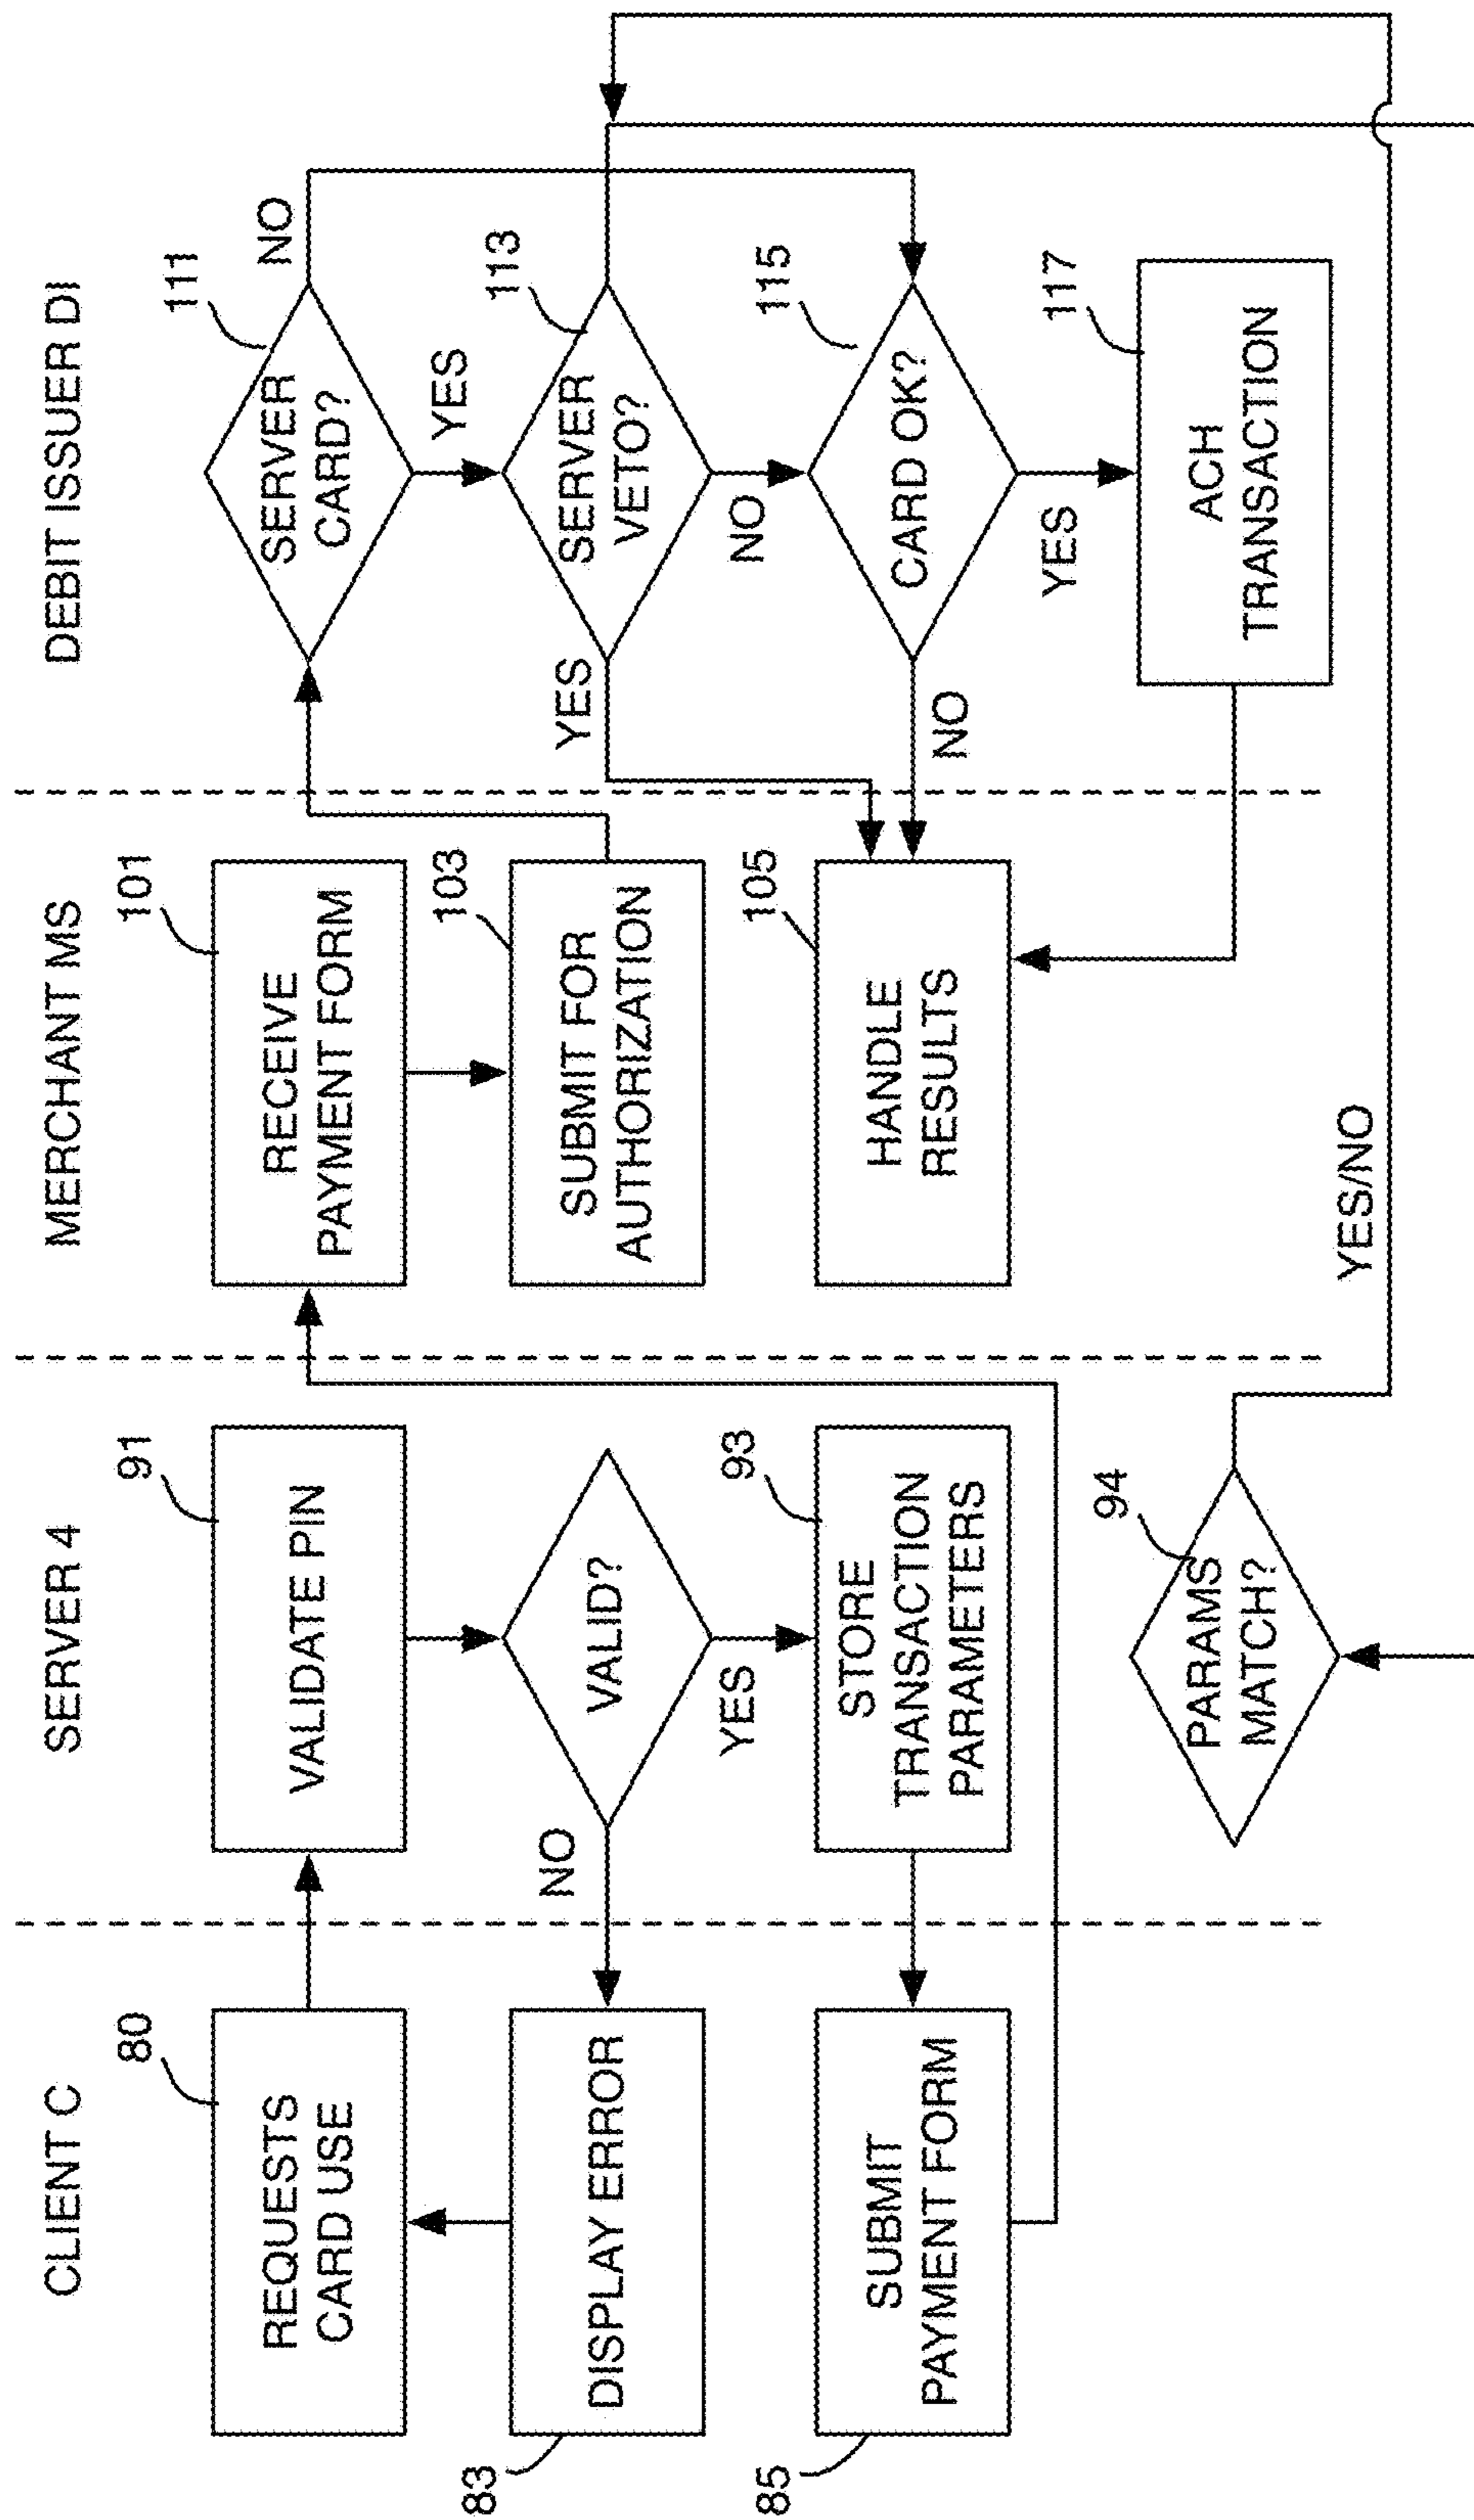 CLIENT C
SERVER 4
MERCHANT MS
DEBIT ISSUER DI
80
REQUESTS
CARD USE
83
DISPLAY ERROR
85
SUBMIT
PAYMENT FORM
91
VALIDATE PIN
VALID?
NO
YES
93
STORE
TRANSACTION
PARAMETERS
94
PARAMS
MATCH?
YES/NO
101
RECEIVE
PAYMENT FORM
103
SUBMIT FOR
AUTHORIZATION
105
HANDLE
RESULTS
111
SERVER
CARD?
NO
YES
113
SERVER
VETO?
YES
NO
115
CARD OK?
NO
YES
117
ACH
TRANSACTION